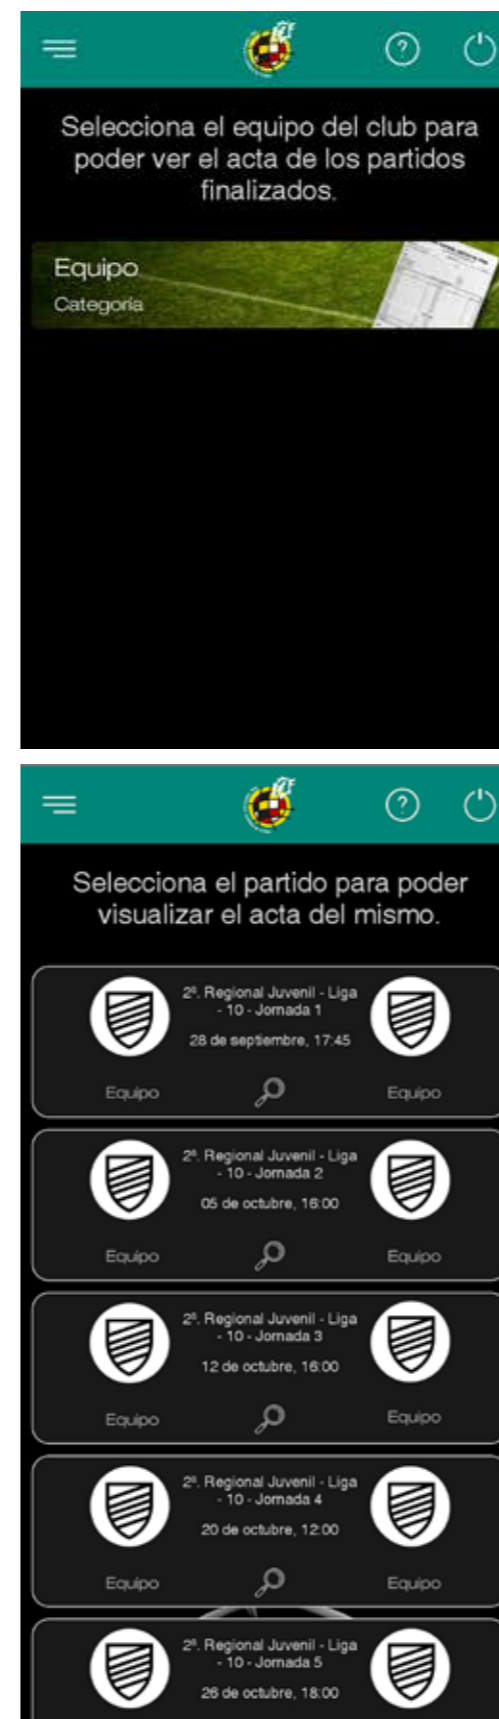 ?
Selecciona el equipo del club para
poder ver el acta de los partidos
finalizados.
Equipo
Categoría
?
Selecciona el partido para poder
visualizar el acta del mismo.
2ª. Regional Juvenil - Liga
- 10 - Jornada 1
28 de septiembre, 17:45
Equipo
Equipo
2ª. Regional Juvenil - Liga
- 10 - Jornada 2
05 de octubre, 16:00
Equipo
Equipo
2ª. Regional Juvenil - Liga
- 10 - Jornada 3
12 de octubre, 16:00
Equipo
Equipo
2ª. Regional Juvenil - Liga
- 10 - Jornada 4
20 de octubre, 12:00
Equipo
Equipo
2ª. Regional Juvenil - Liga
- 10 - Jornada 5
26 de octubre, 18:00